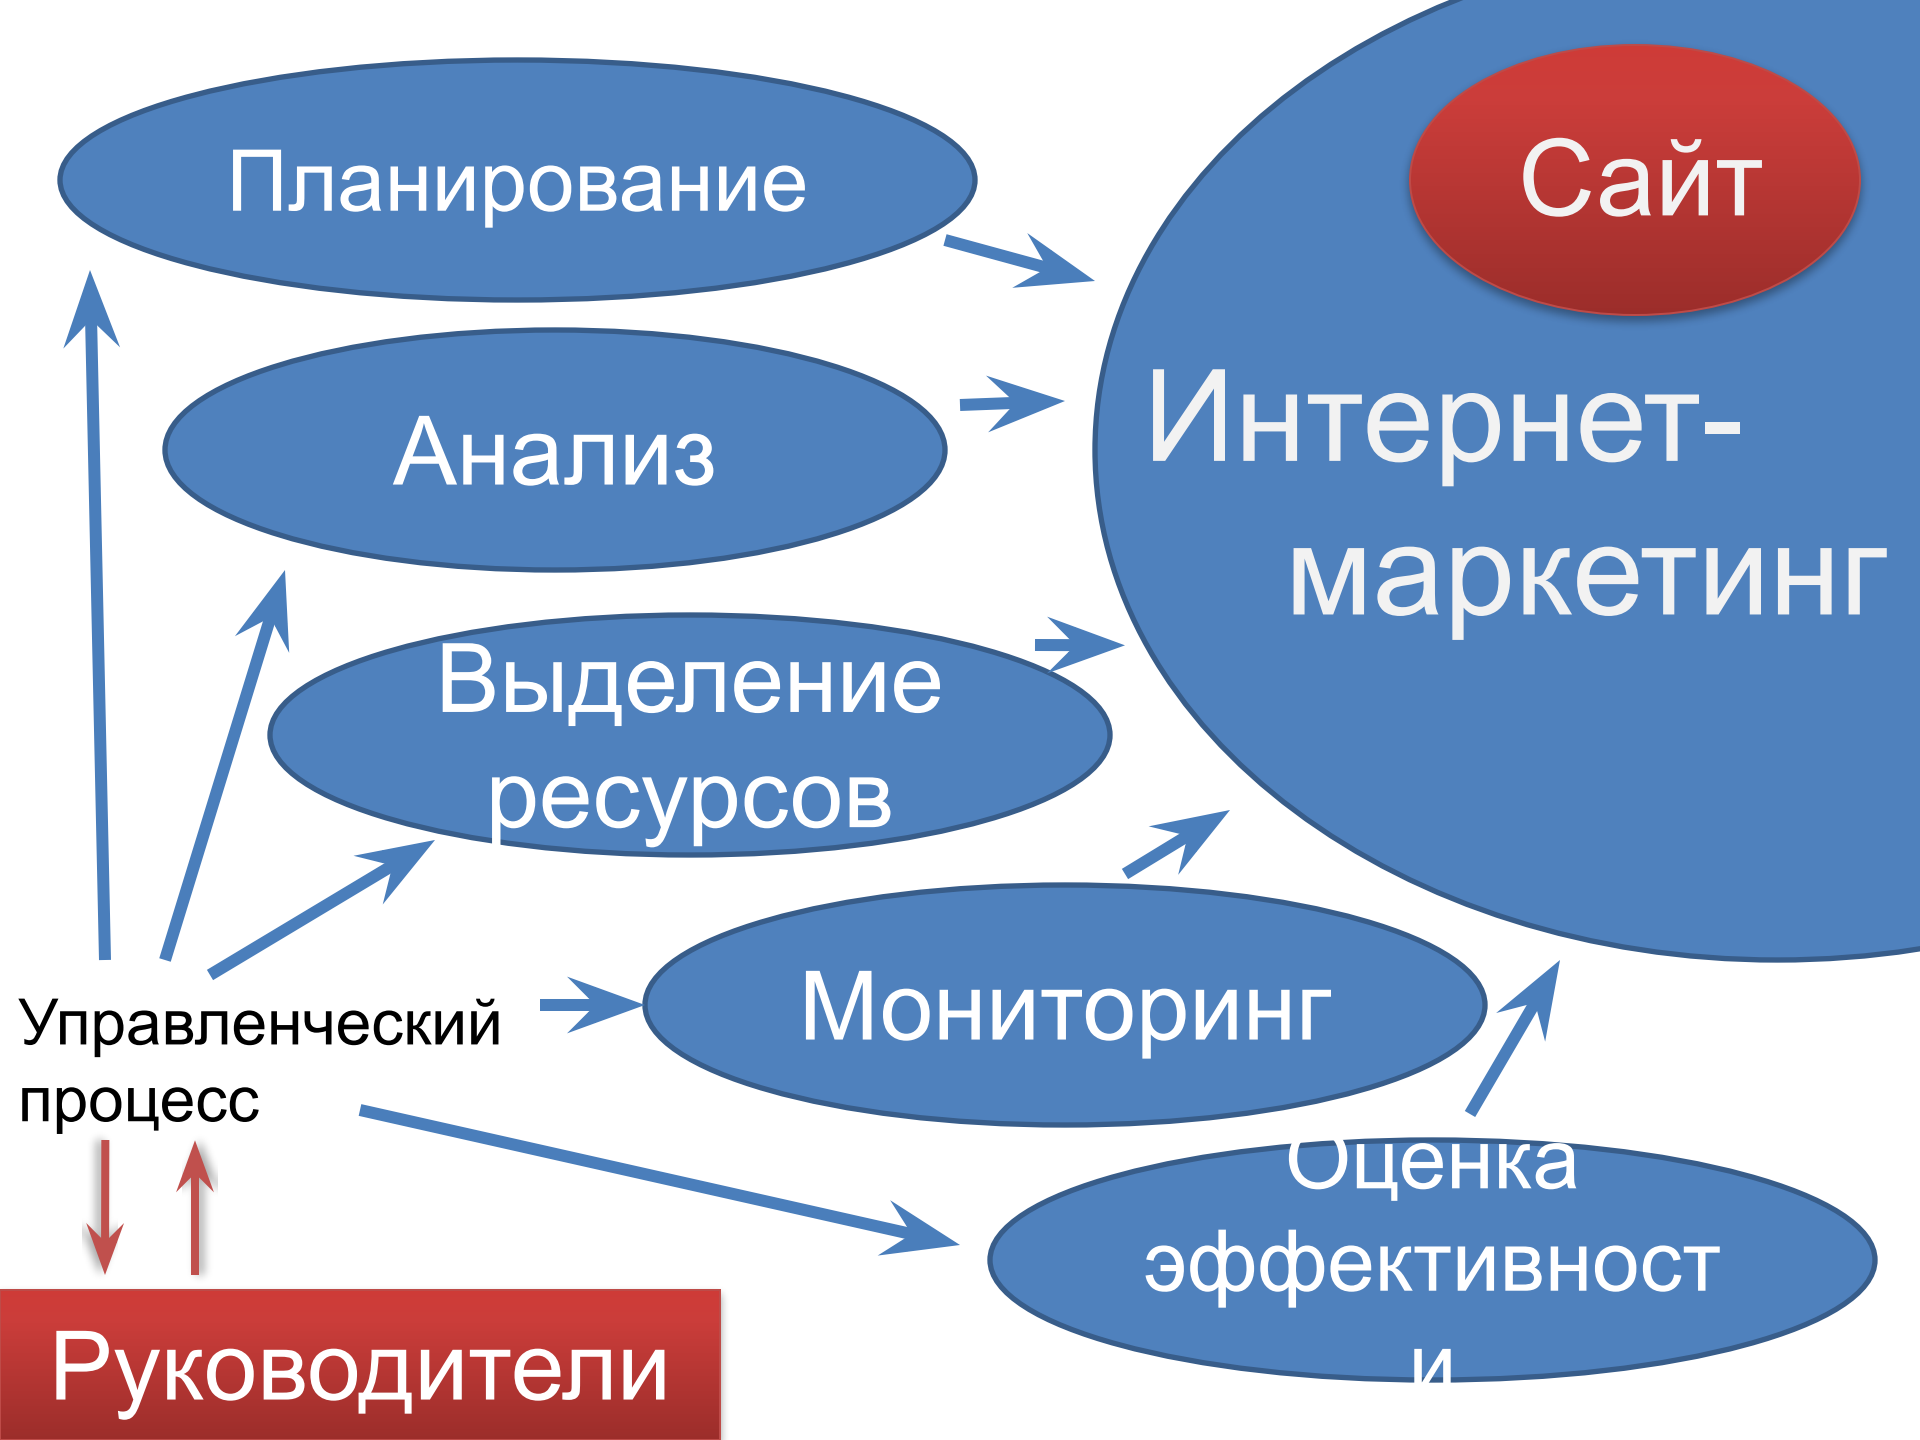 Планирование
Сайт
Анализ
Интернет-
маркетинг
Выделение
ресурсов
Мониторинг
Управленческий
процесс
Оценка
эффективност
и
Руководители